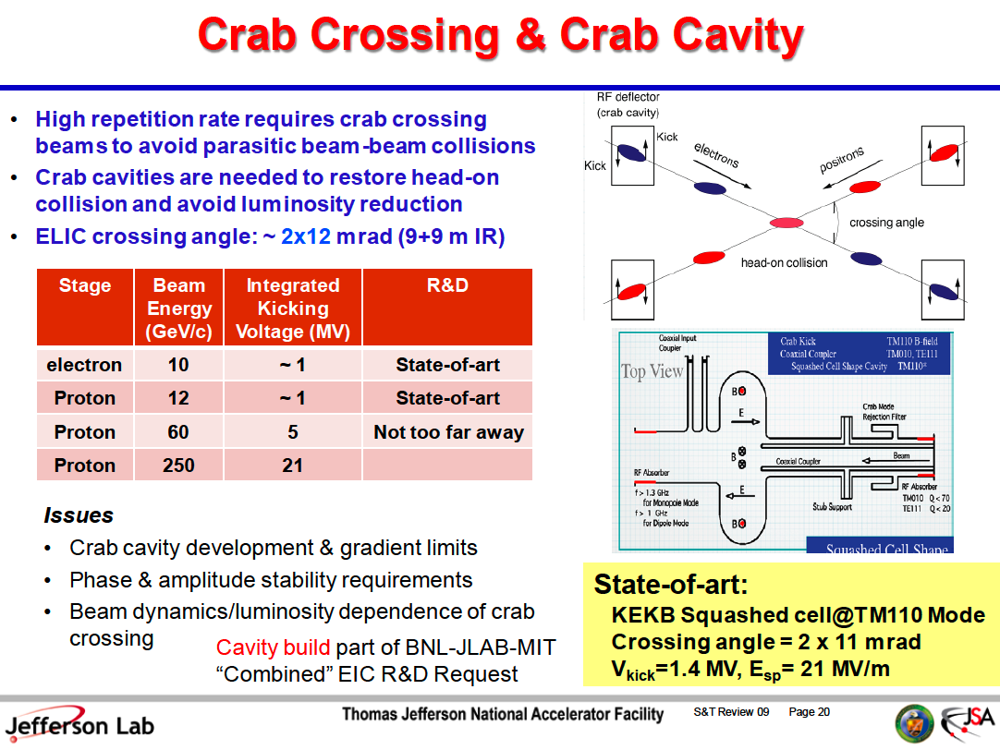 Crab Crossing & Crab Cavity
• High repetition rate requires crab crossing
beams to avoid parasitic beam-beam collisions
• Crab cavities are needed to restore head-on
collision and avoid luminosity reduction
• ELIC crossing angle: ~ 2x12 mrad (9+9 m IR)
Stage Beam Energy (GeV/c) Integrated Kicking Voltage (MV) R&D
electron 10 ~ 1 State-of-art
Proton 12 ~ 1 State-of-art
Proton 60 5 Not too far away
Proton 250 21
Issues
• Crab cavity development & gradient limits
• Phase & amplitude stability requirements
• Beam dynamics/luminosity dependence of crab
crossing
Cavity build part of BNL-JLAB-MIT
“Combined” EIC R&D Request
RF deflector
(crab cavity)
Kick
Kick
electrons
positrons
crossing angle
head-on collision
Coaxial Input
Coupler
Top View
Crab Kick TM110 B-field
Coaxial Coupler TM010, TE111
Squashed Cell Shape Cavity TM110*
B
E
Crab Mode
Rejection Filter
B
Coaxial Coupler
Beam
RF Absorber
f > 1.3 GHz
for Monopole Mode
f > 1 GHz
for Dipole Mode
E
B
Stub Support
RF Absorber
TM010 Q < 70
TE111 Q < 20
Squashed Cell Shape
State-of-art:
KEKB Squashed cell@TM110 Mode
Crossing angle = 2 x 11 mrad
Vkick=1.4 MV, Esp= 21 MV/m
Jefferson Lab
Thomas Jefferson National Accelerator Facility
S&T Review 09 Page 20
JSA